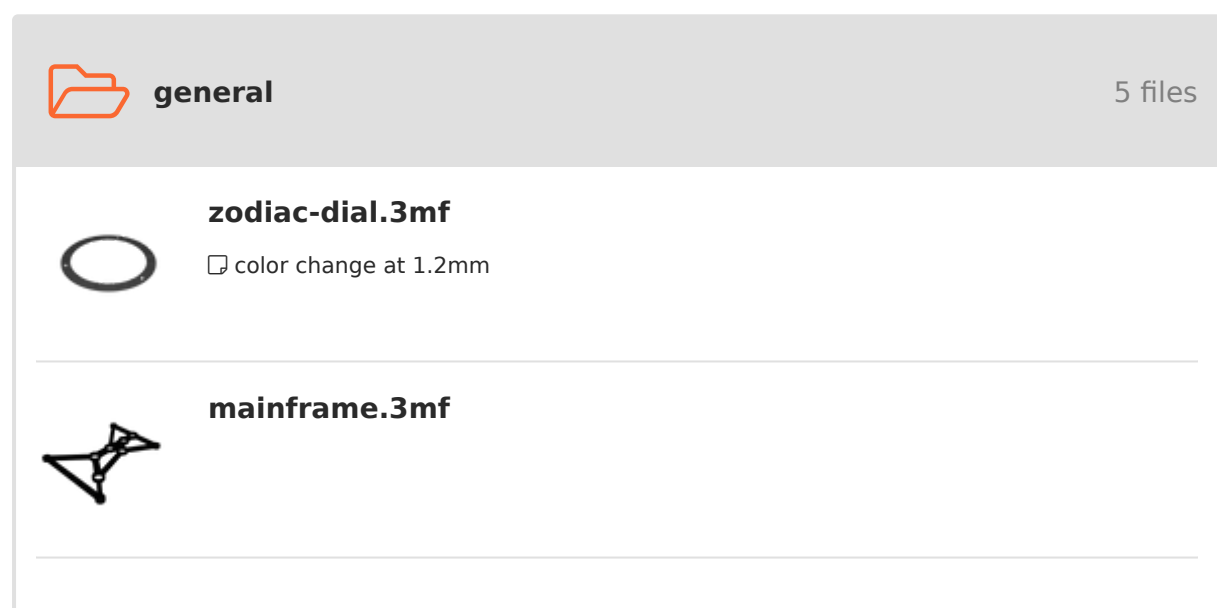 general
5 files
zodiac-dial.3mf
color change at 1.2mm
mainframe.3mf